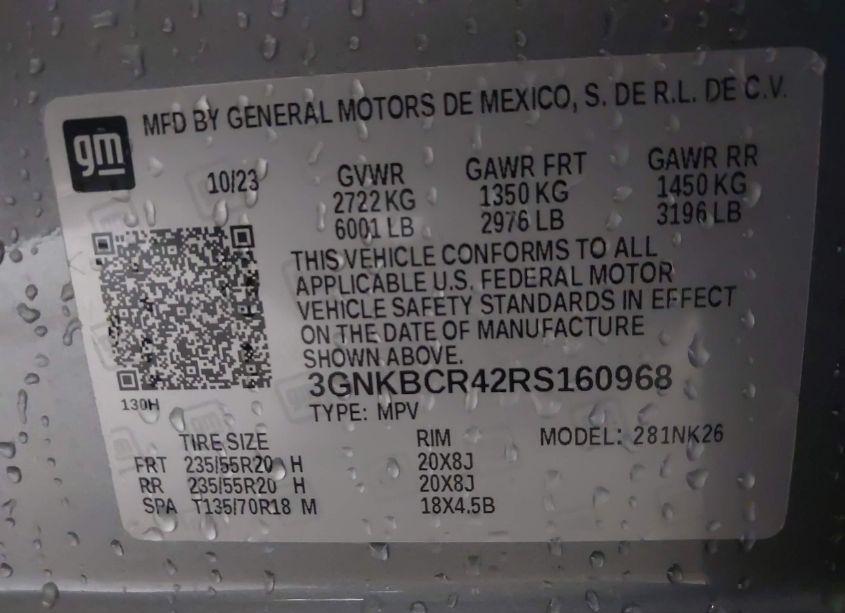 MFD BY GENERAL MOTORS DE MEXICO, S. DE R.L. DE C.V.
gm
10/23 GVWR GAWR FRT GAWR RR
2722 KG 1350 KG 1450 KG
6001 LB 2976 LB 3196 LB
THIS VEHICLE CONFORMS TO ALL
APPLICABLE U.S. FEDERAL MOTOR
VEHICLE SAFETY STANDARDS IN EFFECT
ON THE DATE OF MANUFACTURE
SHOWN ABOVE.
3GNKBCR42RS160968
130H
TYPE: MPV
TIRE SIZE RIM MODEL: 281NK26
FRT 235/55R20 H 20X8J
RR 235/55R20 H 20X8J
SPA T135/70R18 M 18X4.5B